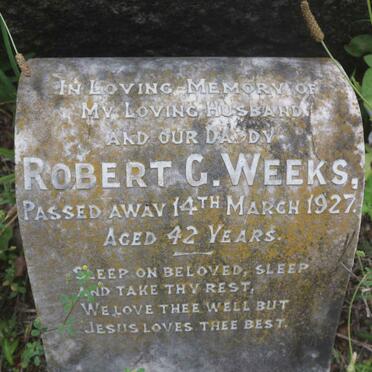 In Loving Memory of
My Loving Husband
and our Daddy
Robert G. Weeks,
Passed away 14th March 1927.
Aged 42 Years.
Sleep on beloved, sleep
and take thy rest,
We love thee well but
Jesus loves thee best.